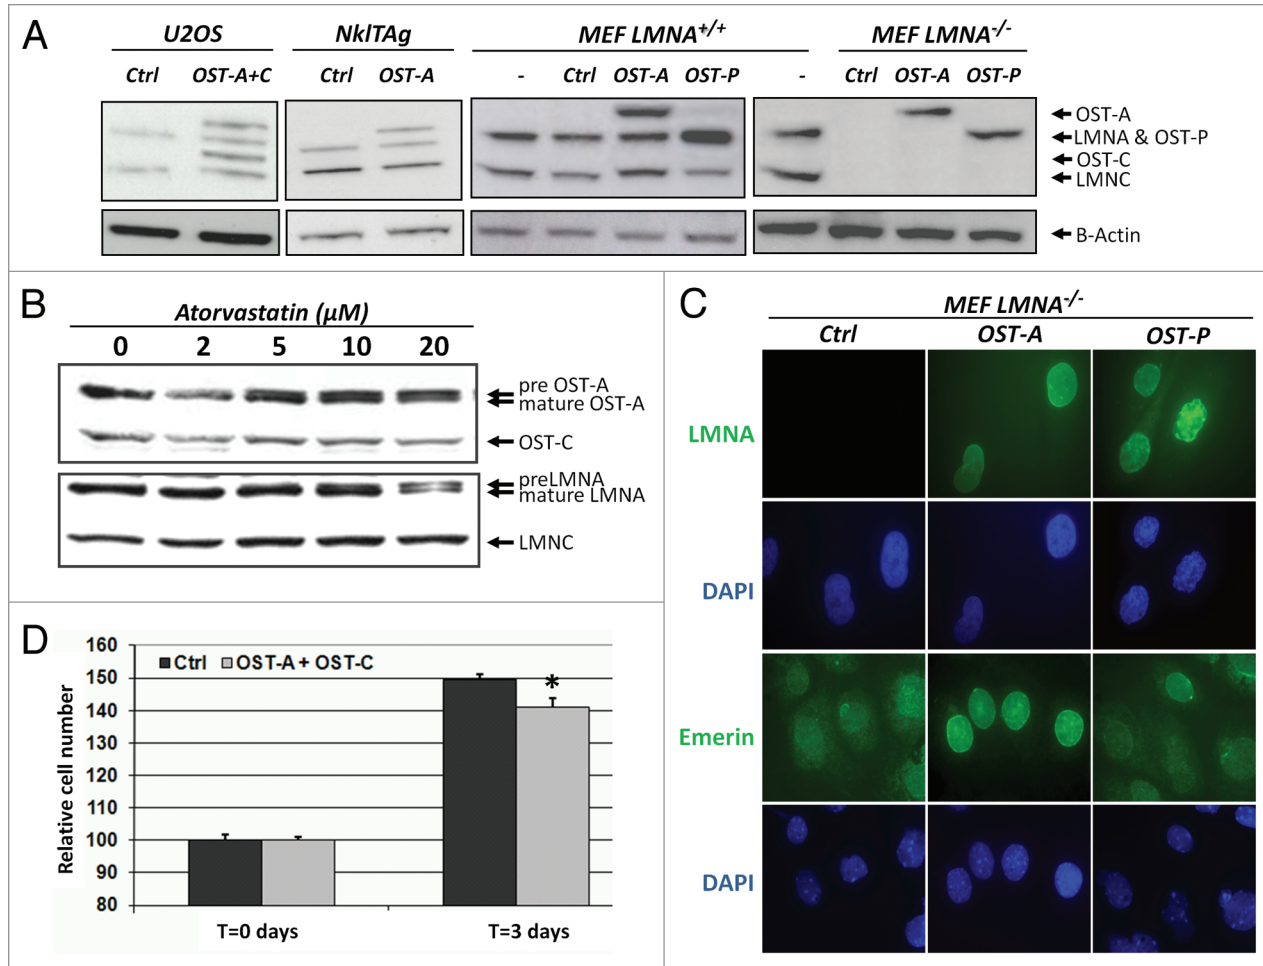 A
U2OS NklTAg MEF LMNA+/+ MEF LMNA-/-
Ctrl OST-A+C Ctrl OST-A - Ctrl OST-A OST-P - Ctrl OST-A OST-P
OST-A
LMNA & OST-P
OST-C
LMNC
B-Actin
B
Atorvastatin (μM)
0 2 5 10 20
pre OST-A
mature OST-A
OST-C
preLMNA
mature LMNA
LMNC
C
MEF LMNA-/-
Ctrl OST-A OST-P
LMNA
DAPI
Emerin
DAPI
D
Ctrl OST-A + OST-C
Relative cell number
160
150
140
130
120
110
100
90
80
*
T=0 days T=3 days